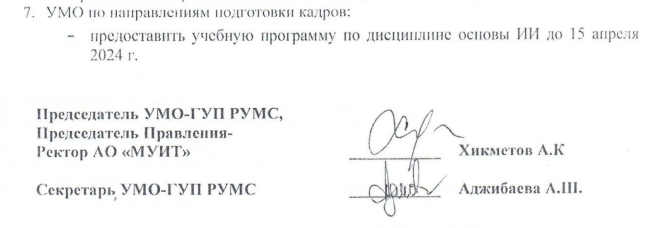 7. УМО по направлениям подготовки кадров:
- предоставить учебную программу по дисциплине основы ИИ до 15 апреля
2024 г.
Председатель УМО-ГУП РУМС,
Председатель Правления-
Ректор АО «МУИТ» Хикметов А.К
Секретарь УМО-ГУП РУМС Аджибаева А.Ш.